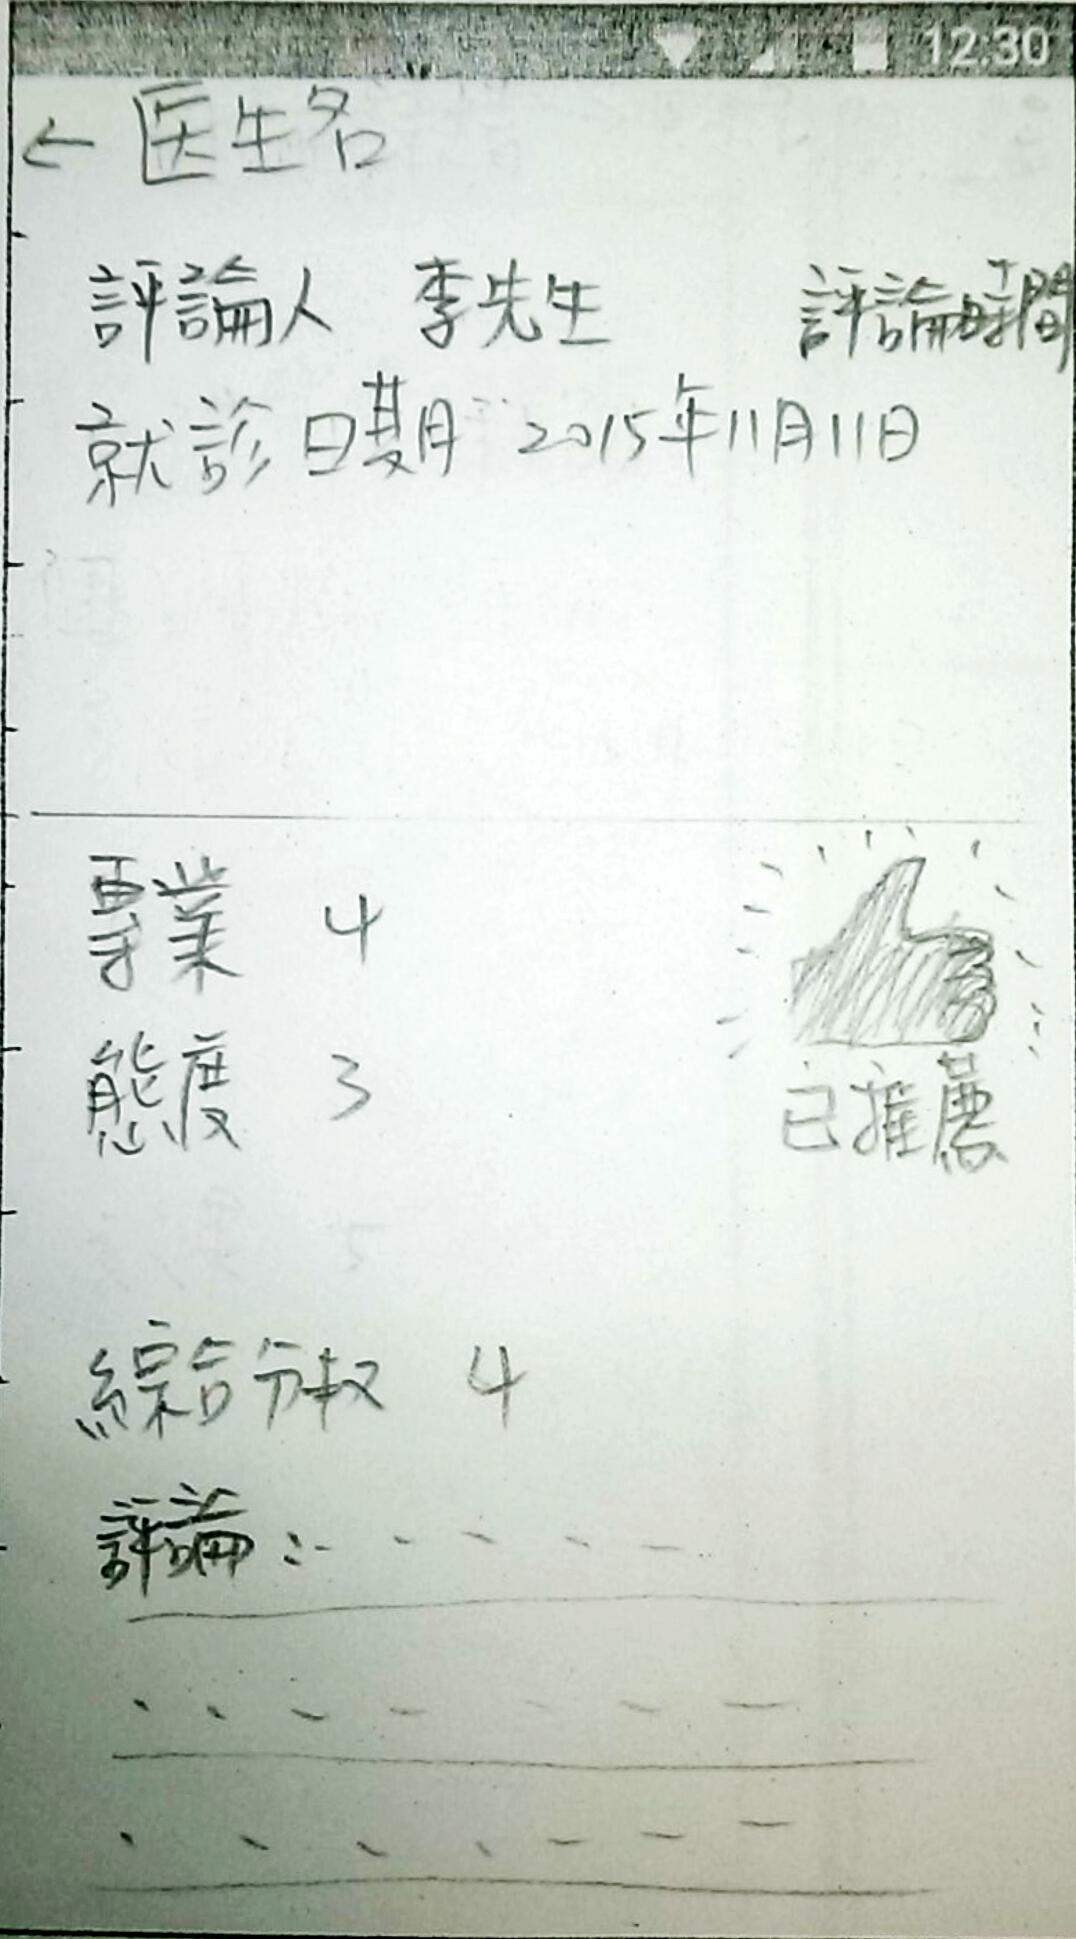 12:30
← 医生名
評論人 李先生 評論時間
就診日期 2015年11月11日
專業 4
態度 3
已推薦
綜合分数 4
評論: